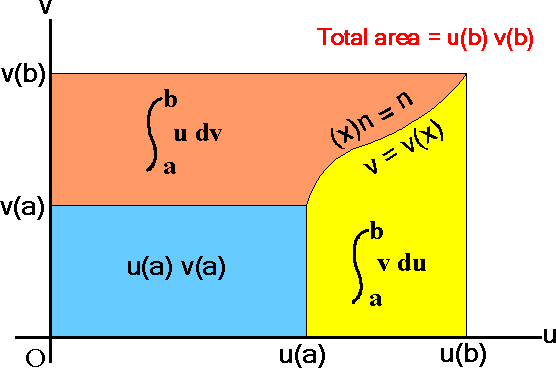 v
Total area = u(b) v(b)
v(b)
b
∫ u dv
a
u = u(x)
v = v(x)
v(a)
u(a) v(a)
b
∫ v du
a
O
u(a)
u(b)
u